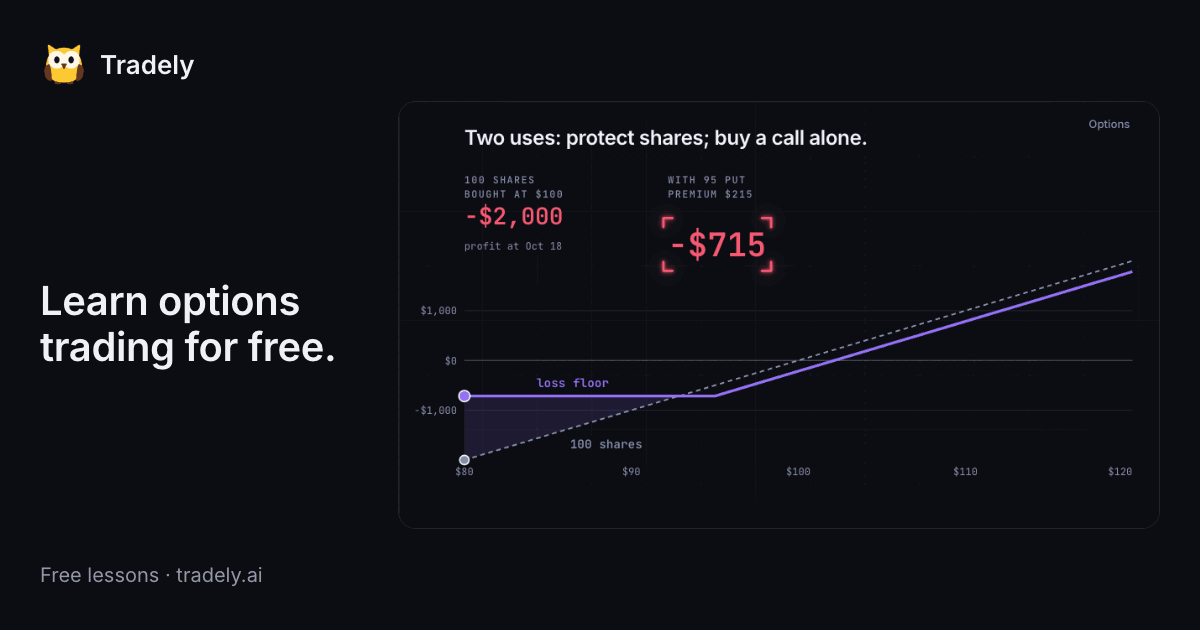 Tradely
Options
Two uses: protect shares; buy a call alone.
100 SHARES
BOUGHT AT $100
-$2,000
profit at Oct 18
WITH 95 PUT
PREMIUM $215
-$715
Learn options
trading for free.
$1,000
$0
-$1,000
loss floor
100 shares
$80
$90
$100
$110
$120
Free lessons · tradely.ai